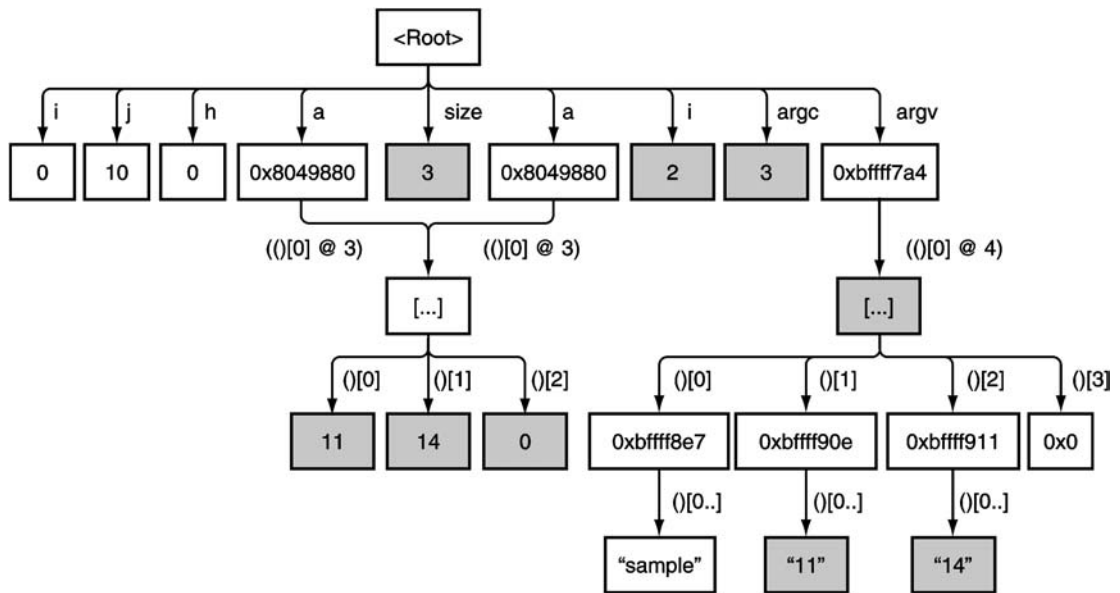 <Root>
i j h a size a i argc argv
0 10 0 0x8049880 3 0x8049880 2 3 0xbffff7a4
(()[0] @ 3) (()[0] @ 3) (()[0] @ 4)
[...] [...]
()[0] ()[1] ()[2] ()[0] ()[1] ()[2] ()[3]
11 14 0 0xbffff8e7 0xbffff90e 0xbffff911 0x0
()[0..] ()[0..] ()[0..]
“sample” “11” “14”